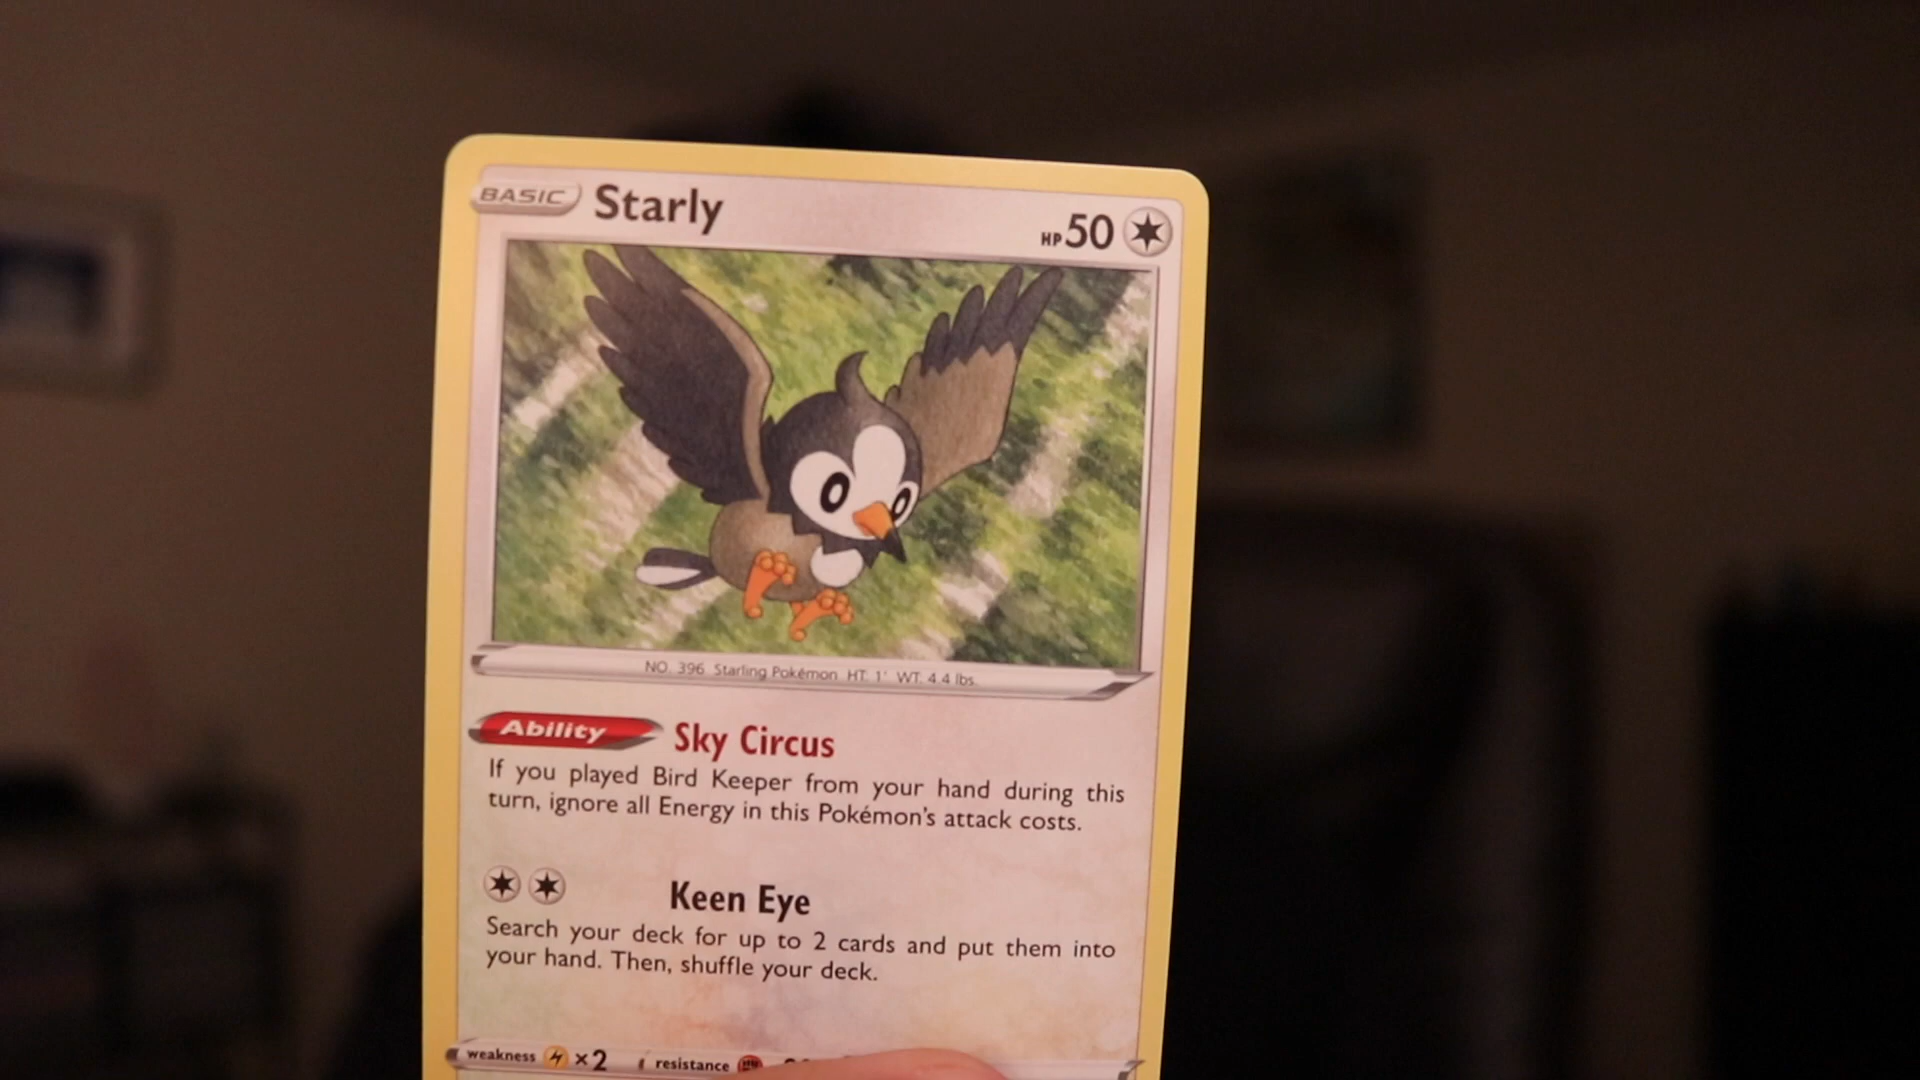 BASIC Starly HP 50
NO. 396 Starling Pokémon HT. 1' WT. 4.4 lbs.
Ability Sky Circus
If you played Bird Keeper from your hand during this
turn, ignore all Energy in this Pokémon's attack costs.
Keen Eye
Search your deck for up to 2 cards and put them into
your hand. Then, shuffle your deck.
weakness ×2 resistance